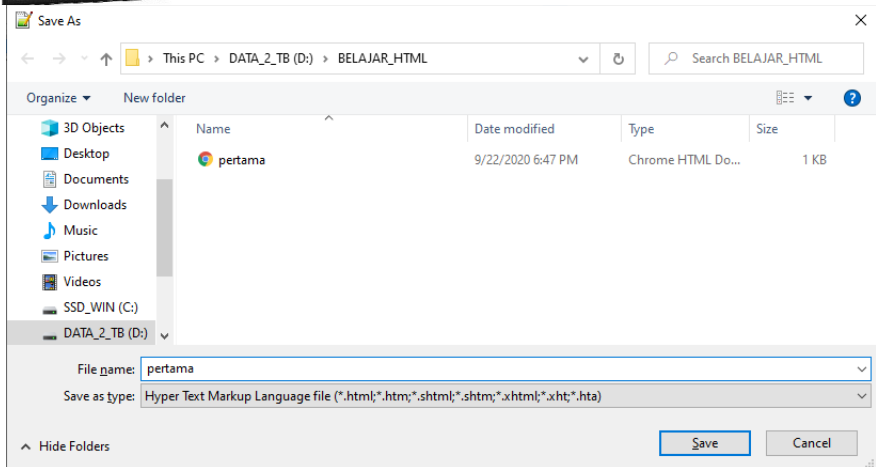 Save As
This PC > DATA_2_TB (D:) > BELAJAR_HTML
Search BELAJAR_HTML
Organize
New folder
Name
Date modified
Type
Size
3D Objects
pertama
9/22/2020 6:47 PM
Chrome HTML Do...
1 KB
Desktop
Documents
Downloads
Music
Pictures
Videos
SSD_WIN (C:)
DATA_2_TB (D:)
File name: pertama
Save as type: Hyper Text Markup Language file (*.html;*.htm;*.shtml;*.shtm;*.xhtml;*.xht;*.hta)
Hide Folders
Save
Cancel